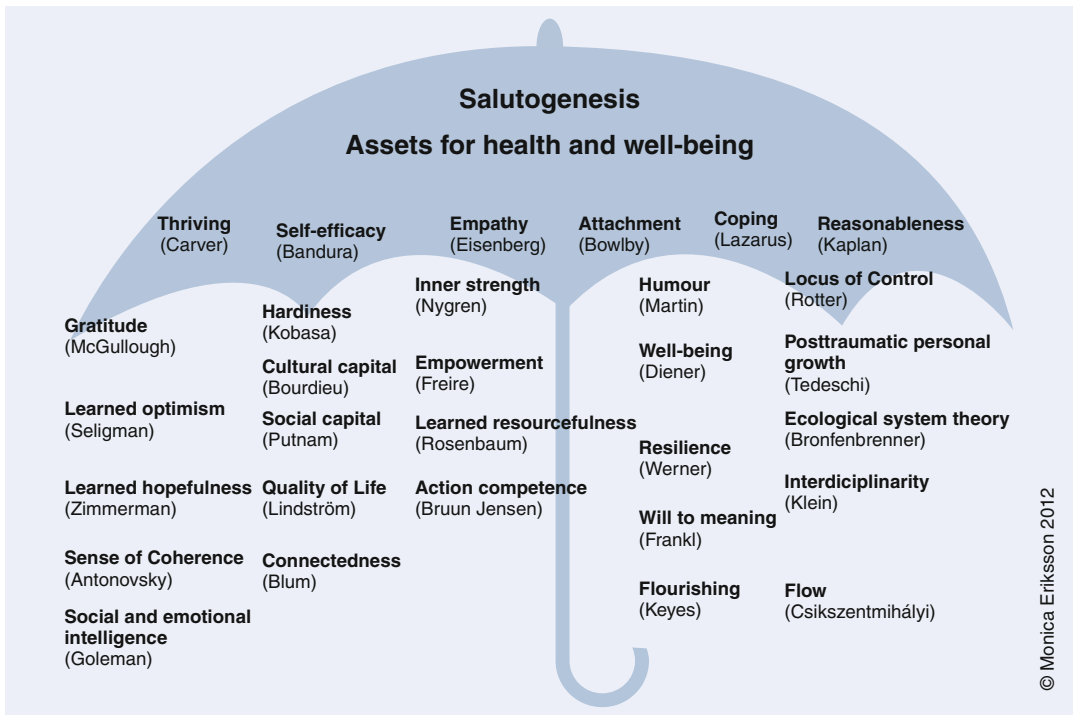 Salutogenesis
Assets for health and well-being
Thriving
(Carver)
Self-efficacy
(Bandura)
Empathy
(Eisenberg)
Attachment
(Bowlby)
Coping
(Lazarus)
Reasonableness
(Kaplan)
Gratitude
(McGullough)
Learned optimism
(Seligman)
Learned hopefulness
(Zimmerman)
Sense of Coherence
(Antonovsky)
Social and emotional
intelligence
(Goleman)
Hardiness
(Kobasa)
Cultural capital
(Bourdieu)
Social capital
(Putnam)
Quality of Life
(Lindström)
Connectedness
(Blum)
Inner strength
(Nygren)
Empowerment
(Freire)
Learned resourcefulness
(Rosenbaum)
Action competence
(Bruun Jensen)
Humour
(Martin)
Well-being
(Diener)
Resilience
(Werner)
Will to meaning
(Frankl)
Flourishing
(Keyes)
Locus of Control
(Rotter)
Posttraumatic personal
growth
(Tedeschi)
Ecological system theory
(Bronfenbrenner)
Interdiciplinarity
(Klein)
Flow
(Csikszentmihályi)
© Monica Eriksson 2012